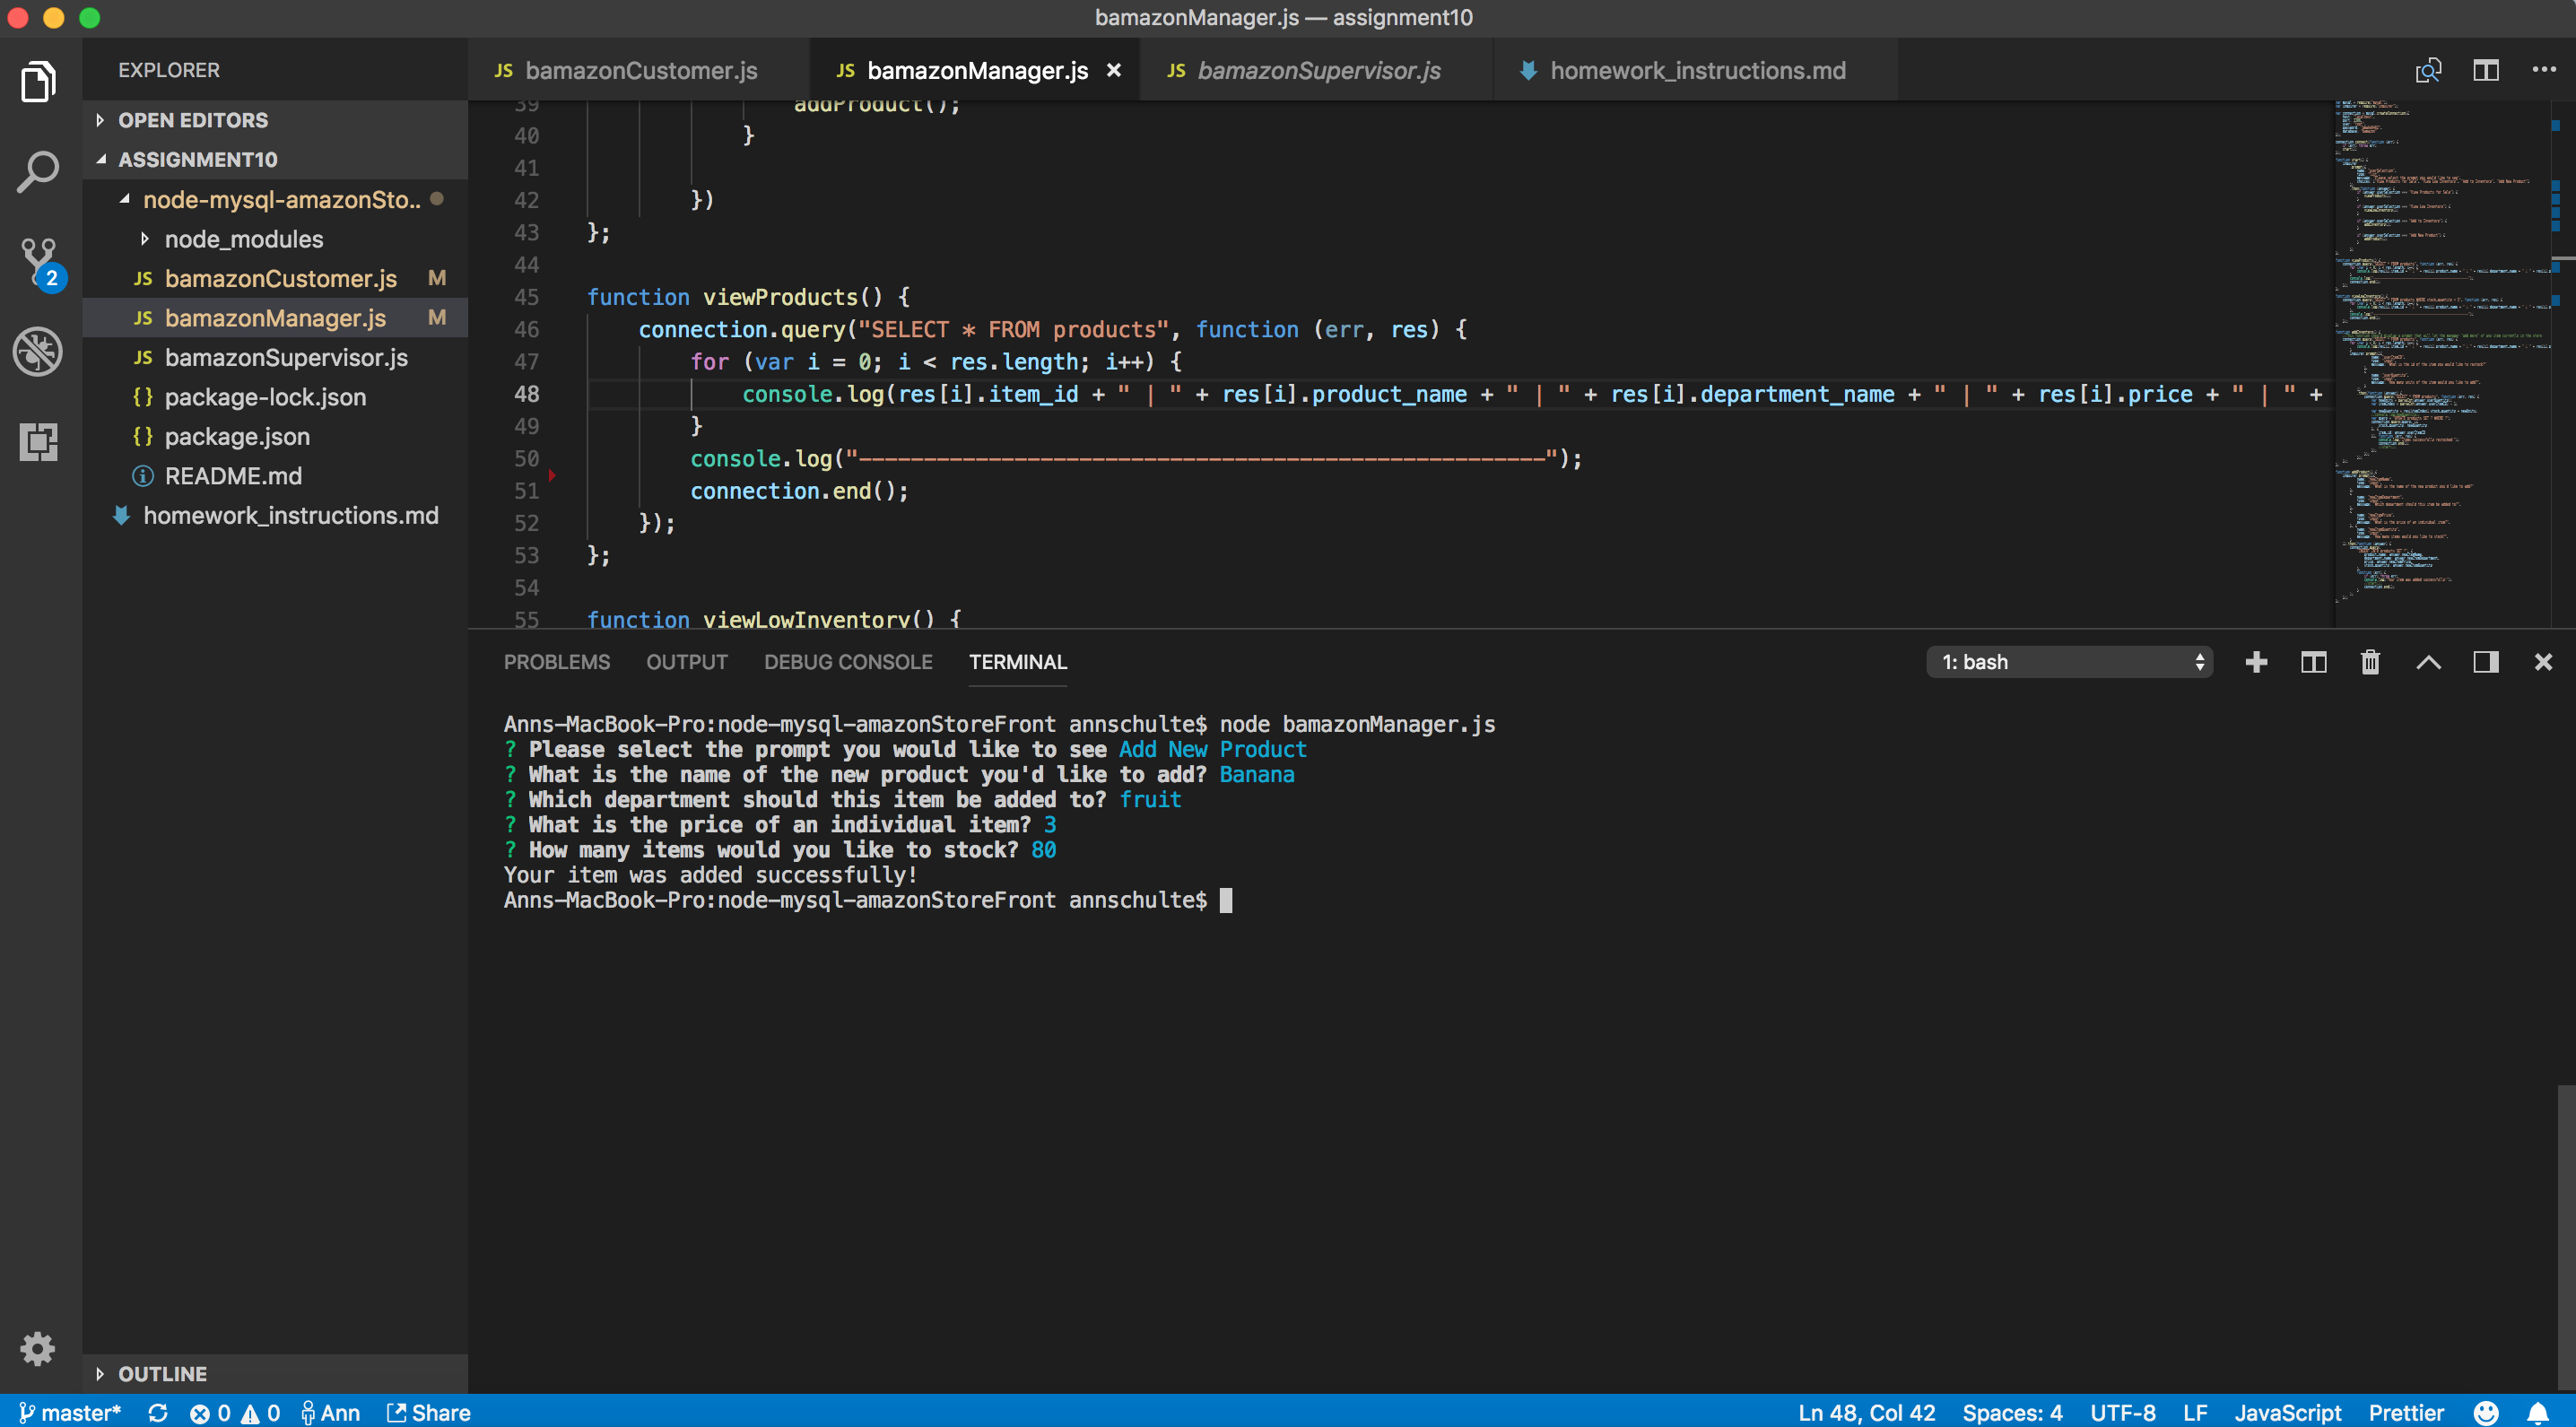 bamazonManager.js — assignment10
EXPLORER
OPEN EDITORS
ASSIGNMENT10
node-mysql-amazonSto..
node_modules
JS bamazonCustomer.js M
JS bamazonManager.js M
JS bamazonSupervisor.js
{} package-lock.json
{} package.json
README.md
homework_instructions.md
OUTLINE
2
JS bamazonCustomer.js
JS bamazonManager.js
JS bamazonSupervisor.js
homework_instructions.md
39 addProduct();
40 }
41
42 })
43 };
44
45 function viewProducts() {
46 connection.query("SELECT * FROM products", function (err, res) {
47 for (var i = 0; i < res.length; i++) {
48 console.log(res[i].item_id + " | " + res[i].product_name + " | " + res[i].department_name + " | " + res[i].price + " | " +
49 }
50 console.log("-----------------------------------------------------");
51 connection.end();
52 });
53 };
54
55 function viewLowInventory() {
PROBLEMS OUTPUT DEBUG CONSOLE TERMINAL
1: bash
Anns-MacBook-Pro:node-mysql-amazonStoreFront annschulte$ node bamazonManager.js
? Please select the prompt you would like to see Add New Product
? What is the name of the new product you'd like to add? Banana
? Which department should this item be added to? fruit
? What is the price of an individual item? 3
? How many items would you like to stock? 80
Your item was added successfully!
Anns-MacBook-Pro:node-mysql-amazonStoreFront annschulte$
master* 0 0 Ann Share
Ln 48, Col 42 Spaces: 4 UTF-8 LF JavaScript Prettier